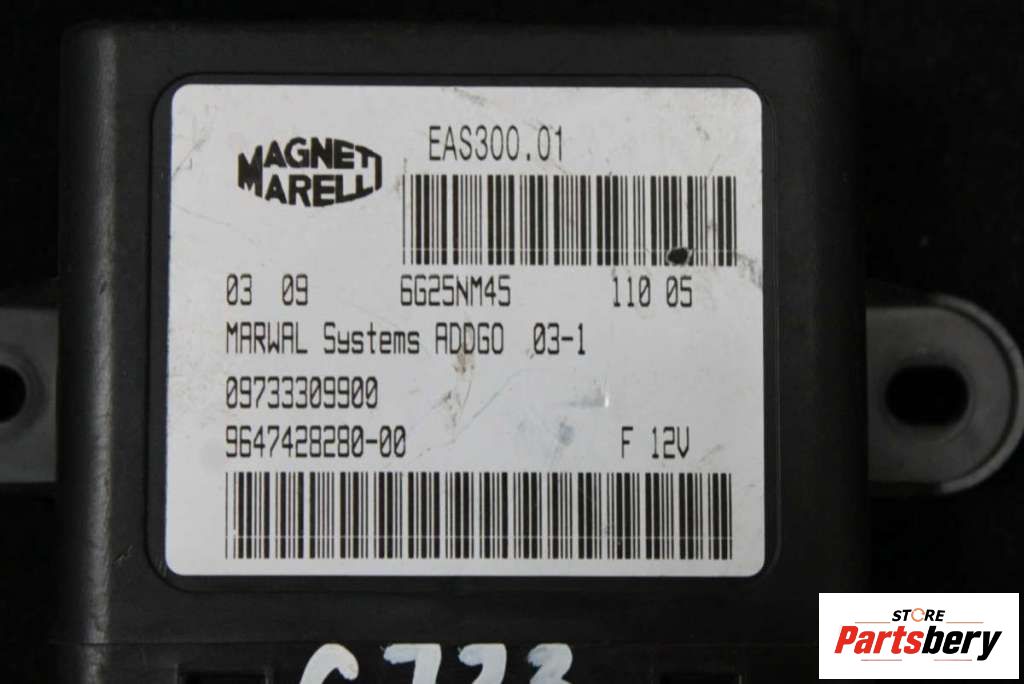 EAS300.01
MAGNETI
MARELLI
03 09 6G25NM45 110 05
MARWAL Systems ADDGO 03-1
09733309900
9647428280-00 F 12V
STORE
Partsbery